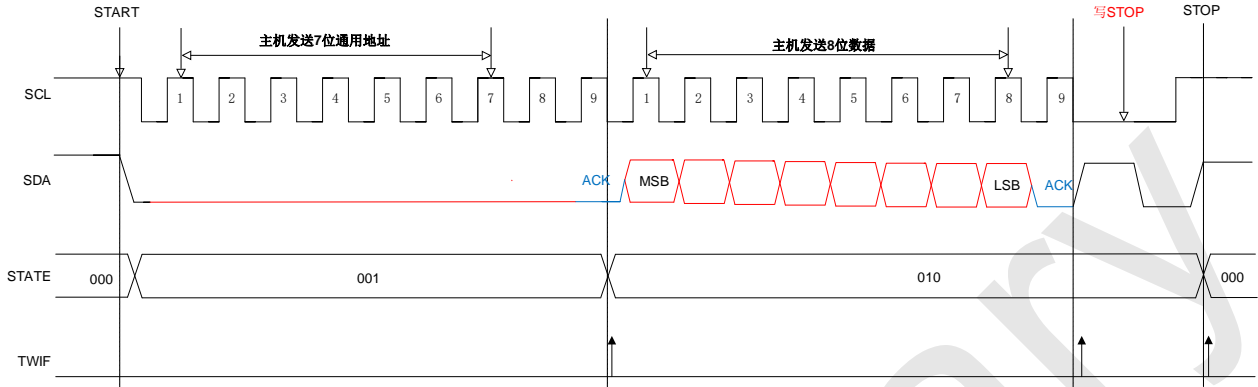 START
写STOP
STOP
主机发送7位通用地址
主机发送8位数据
SCL
1 2 3 4 5 6 7 8 9 1 2 3 4 5 6 7 8 9
SDA
ACK MSB LSB ACK
STATE
000 001 010 000
TWIF